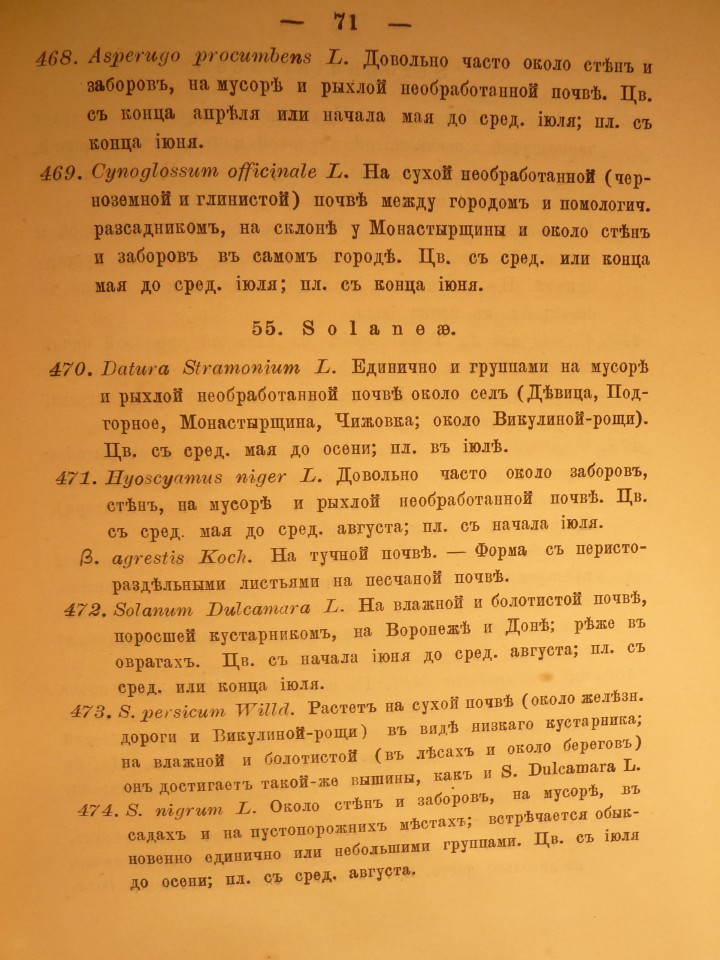 — 71 —
468. Asperugo procumbens L. Довольно часто около стѣнъ и
заборовъ, на мусорѣ и рыхлой необработанной почвѣ. Цв.
съ конца апрѣля или начала мая до сред. іюля; пл. съ
конца іюня.
469. Cynoglossum officinale L. На сухой необработанной (чер-
ноземной и глинистой) почвѣ между городомъ и помологич.
разсадникомъ, на склонѣ у Монастырщины и около стѣнъ
и заборовъ въ самомъ городѣ. Цв. съ сред. или конца
мая до сред. іюля; пл. съ конца іюня.
55. Solaneæ.
470. Datura Stramonium L. Единично и группами на мусорѣ
и рыхлой необработанной почвѣ около селъ (Дѣвица, Под-
горное, Монастырщина, Чижовка; около Викулиной-рощи).
Цв. съ сред. мая до осени; пл. въ іюлѣ.
471. Hyoscyamus niger L. Довольно часто около заборовъ,
стѣнъ, на мусорѣ и рыхлой необработанной почвѣ. Цв.
съ сред. мая до сред. августа; пл. съ начала іюля.
β. agrestis Koch. На тучной почвѣ. — Форма съ перисто-
раздѣльными листьями на песчаной почвѣ.
472. Solanum Dulcamara L. На влажной и болотистой почвѣ,
поросшей кустарникомъ, на Воронежѣ и Донѣ; рѣже въ
оврагахъ. Цв. съ начала іюня до сред. августа; пл. съ
сред. или конца іюля.
473. S. persicum Willd. Растетъ на сухой почвѣ (около желѣзн.
дороги и Викулиной-рощи) въ видѣ низкаго кустарника;
на влажной и болотистой (въ лѣсахъ и около береговъ)
онъ достигаетъ такой-же вышины, какъ и S. Dulcamara L.
474. S. nigrum L. Около стѣнъ и заборовъ, на мусорѣ, въ
садахъ и на пустопорожнихъ мѣстахъ; встрѣчается обык-
новенно единично или небольшими группами. Цв. съ іюля
до осени; пл. съ сред. августа.